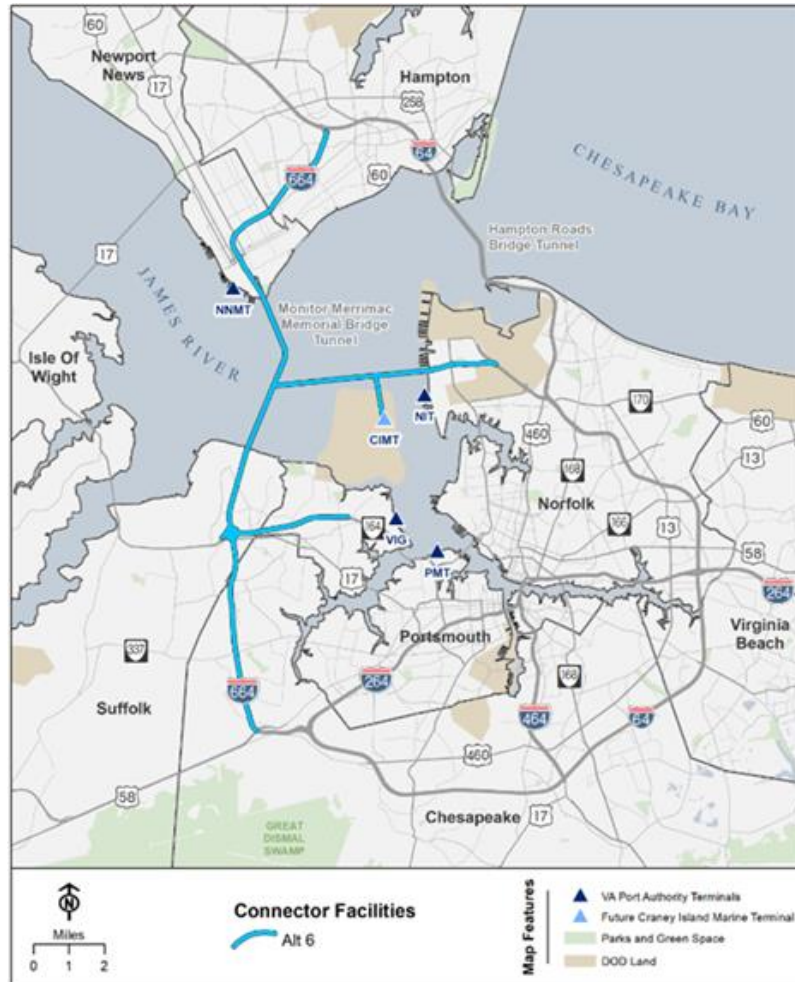 60
Newport
News
17
Hampton
258
64
664
60
CHESAPEAKE BAY
Hampton Roads
Bridge Tunnel
17
JAMES RIVER
NNMT
Monitor Merrimac
Memorial Bridge
Tunnel
Isle Of
Wight
NIT
CIMT
170
60
460
13
168
Norfolk
164
VIG
166
13
58
PMT
17
264
Virginia
Beach
Portsmouth
337
168
664
264
Suffolk
464
64
460
58
Chesapeake
17
GREAT
DISMAL
SWAMP
N
Miles
0 1 2
Connector Facilities
Alt 6
Map Features
VA Port Authority Terminals
Future Craney Island Marine Terminal
Parks and Green Space
DOD Land